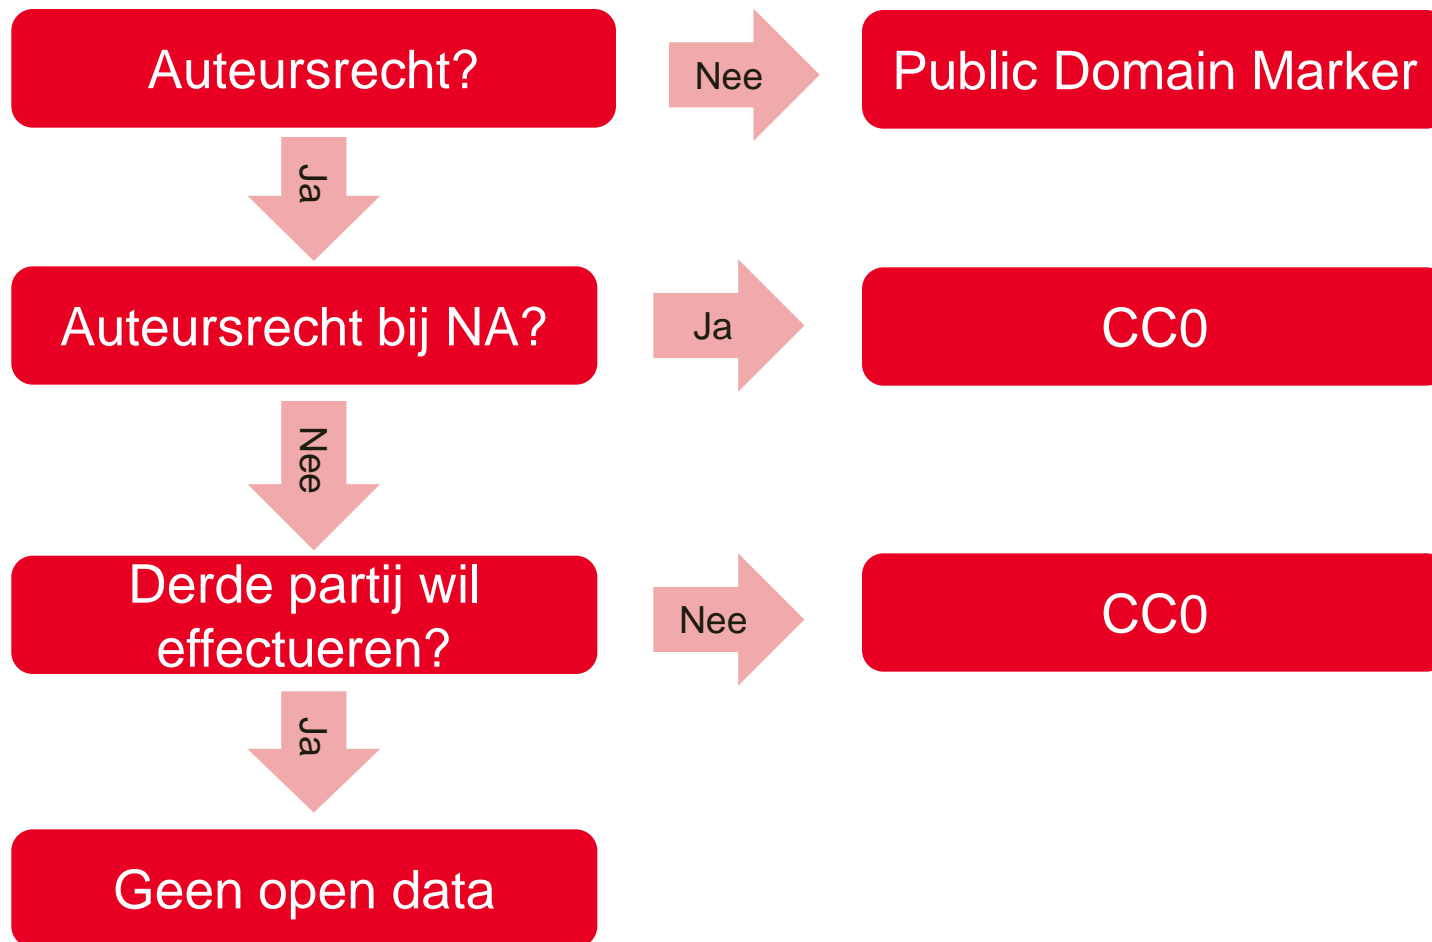 Auteursrecht?
Nee
Public Domain Marker
Ja
Auteursrecht bij NA?
Ja
CC0
Nee
Derde partij wil
effectueren?
Nee
CC0
Ja
Geen open data